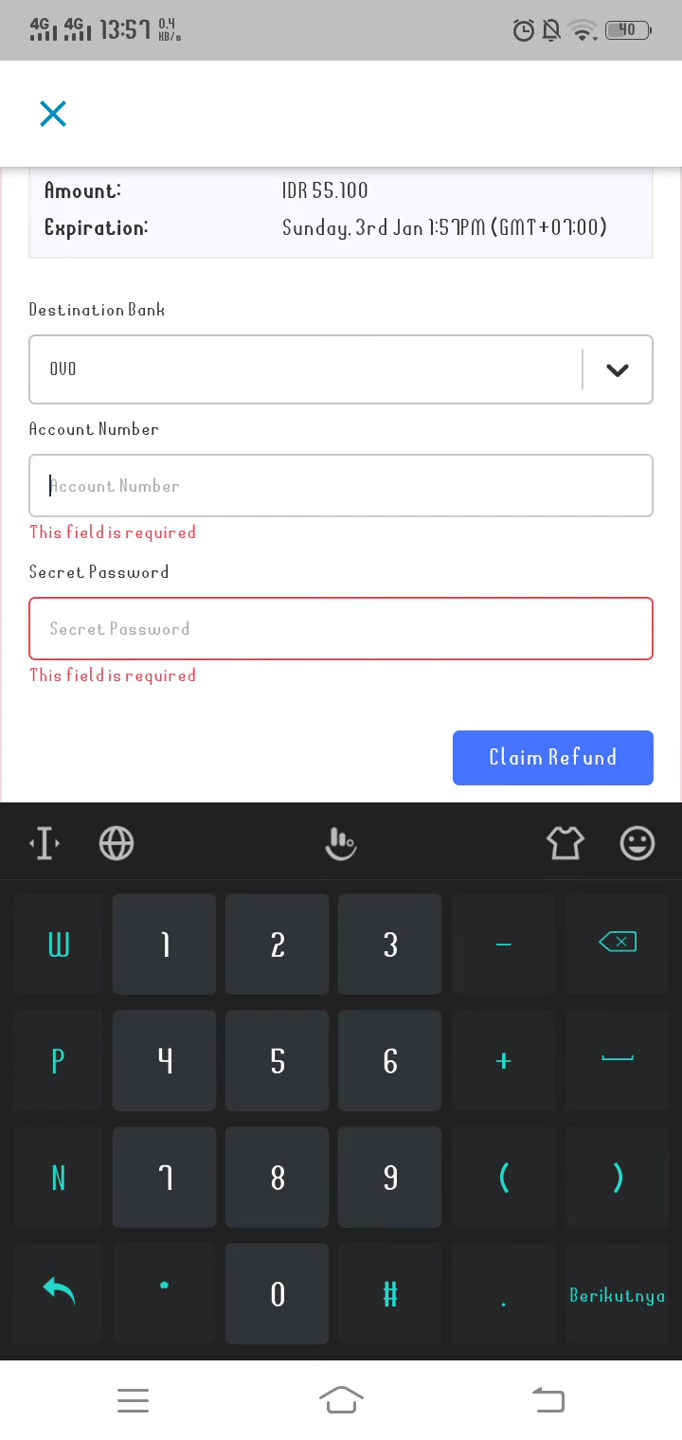 4G 4G 13:57 0.4 KB/s 40
Amount: IDR 55.100
Expiration: Sunday, 3rd Jan 1:57PM (GMT+07:00)
Destination Bank
OVO
Account Number
Account Number
This field is required
Secret Password
Secret Password
This field is required
Claim Refund
W 1 2 3 -
P 4 5 6 +
N 7 8 9 ( )
* 0 # . Berikutnya